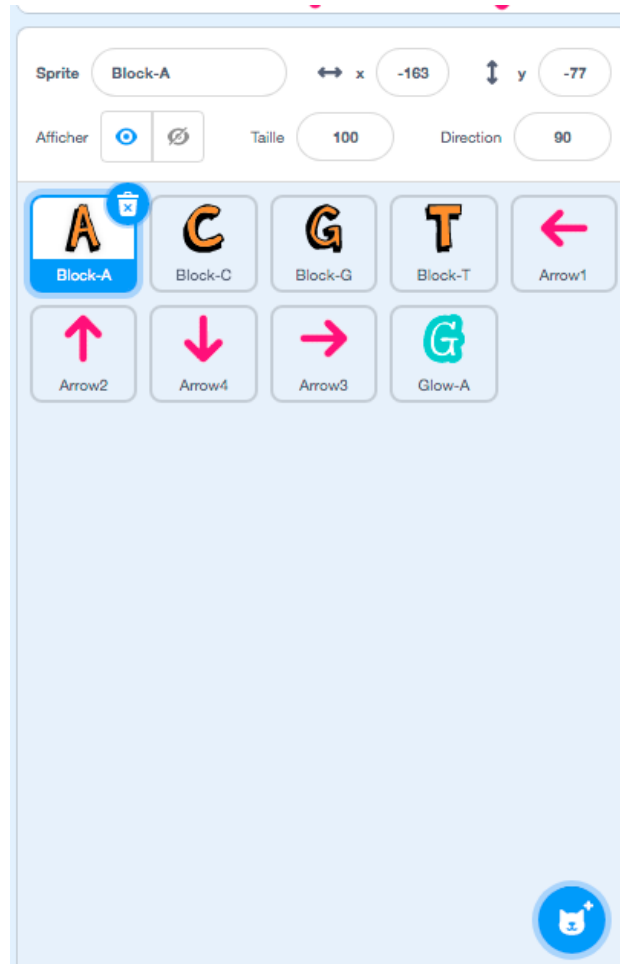 Sprite Block-A x -163 y -77
Afficher Taille 100 Direction 90
A C G T
Block-A Block-C Block-G Block-T Arrow1
G
Arrow2 Arrow4 Arrow3 Glow-A